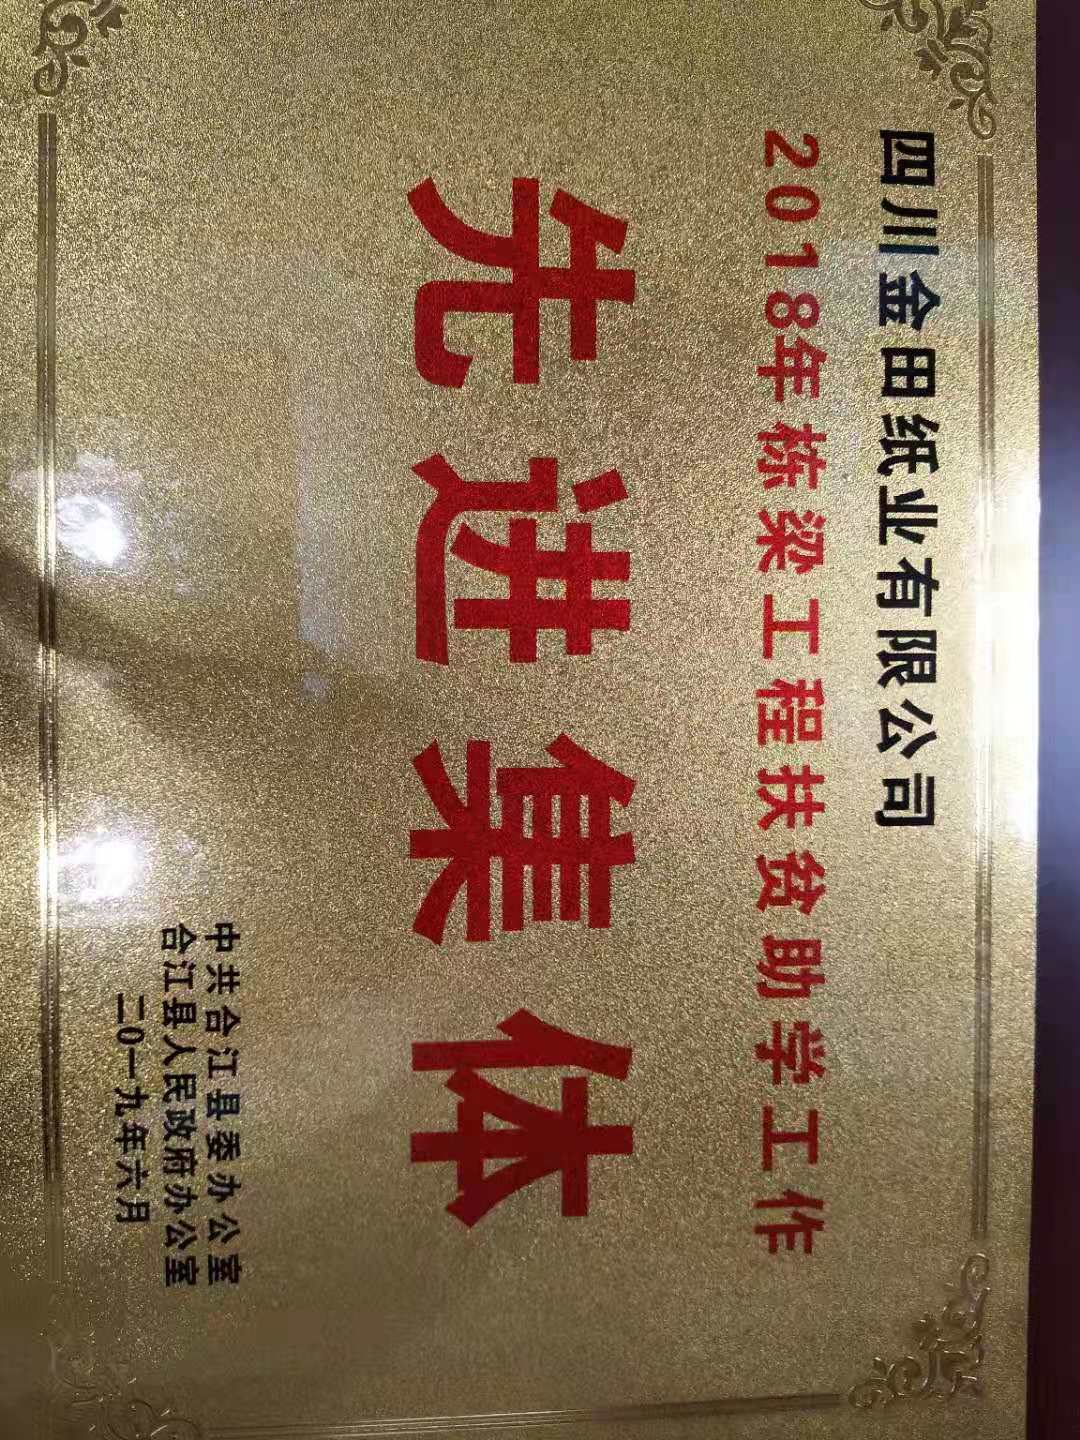 四川金田纸业有限公司
2018年栋梁工程扶贫助学工作
先进集体
中共合江县委办公室
合江县人民政府办公室
二0一九年六月